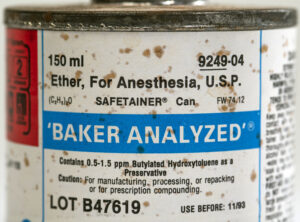 150 ml 9249-04
Ether, For Anesthesia, U.S.P.
(C₂H₅)₂O SAFETAINER® Can FW 74.12
'BAKER ANALYZED'®
Contains 0.5-1.5 ppm Butylated Hydroxytoluene as a
Preservative
Caution: For manufacturing, processing, or repacking
or for prescription compounding.
LOT B47619 USE BEFORE: 11/93